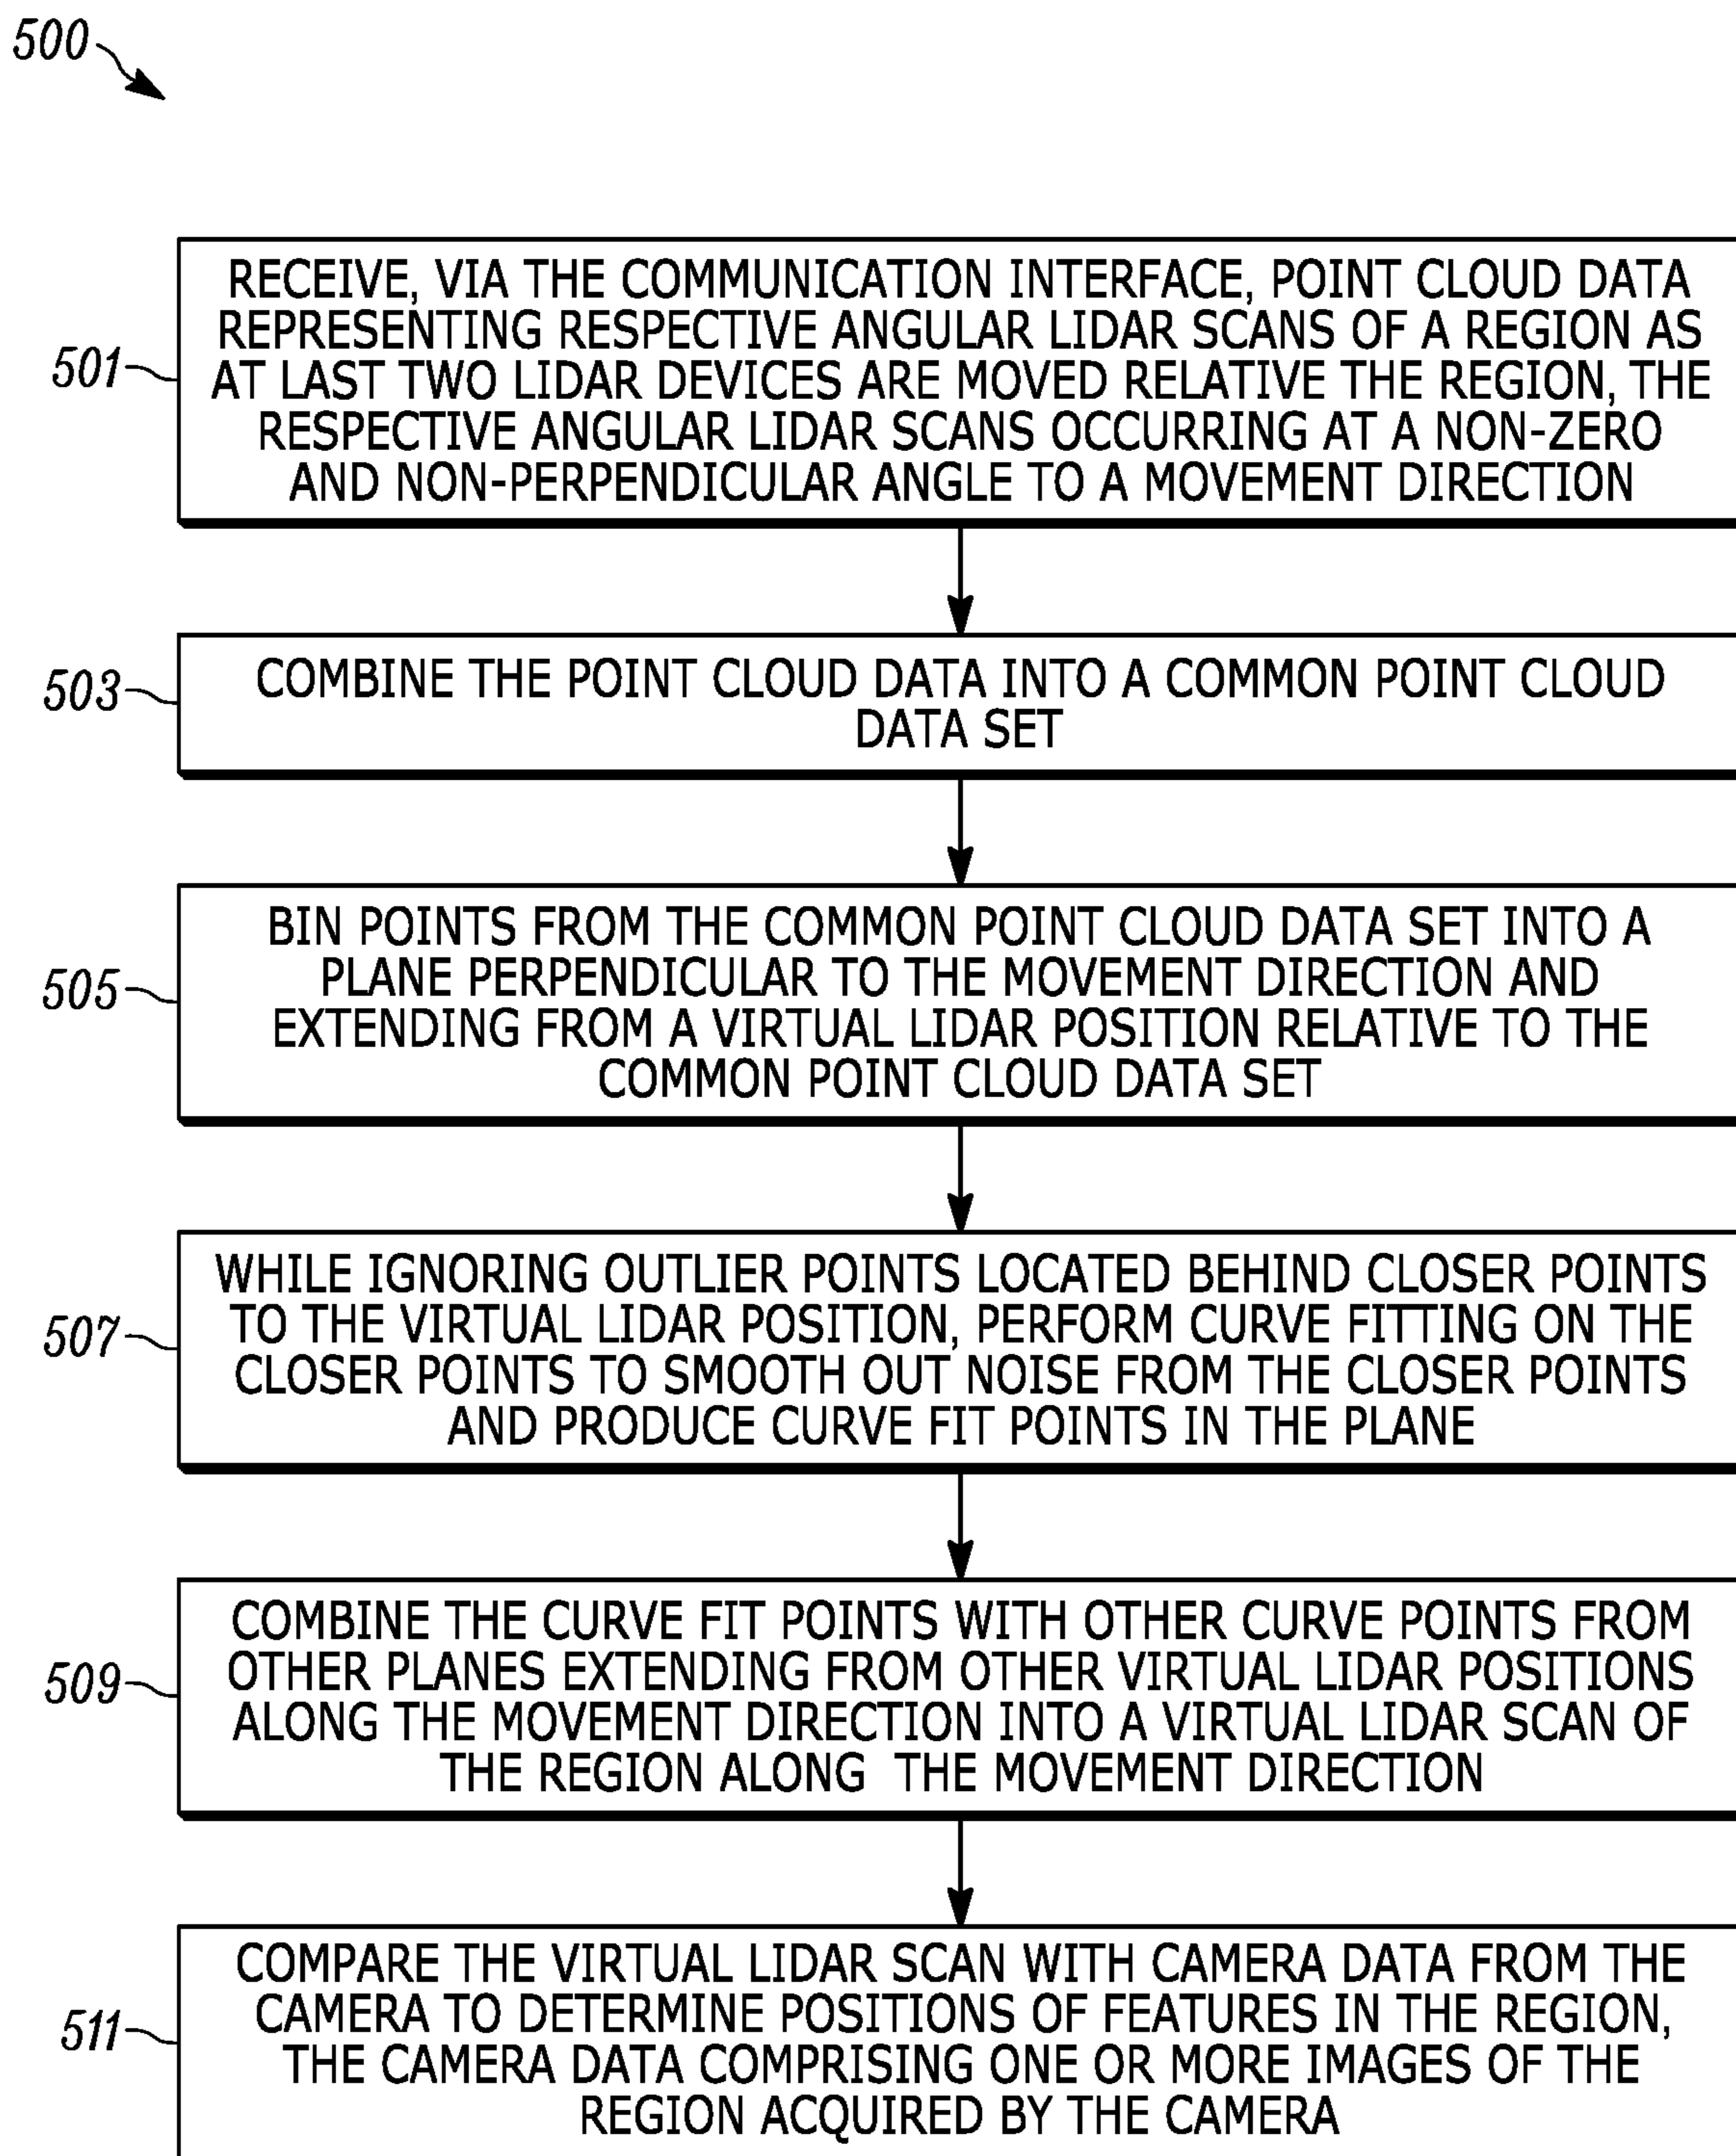 500
RECEIVE, VIA THE COMMUNICATION INTERFACE, POINT CLOUD DATA
REPRESENTING RESPECTIVE ANGULAR LIDAR SCANS OF A REGION AS
501
AT LAST TWO LIDAR DEVICES ARE MOVED RELATIVE THE REGION, THE
RESPECTIVE ANGULAR LIDAR SCANS OCCURRING AT A NON-ZERO
AND NON-PERPENDICULAR ANGLE TO A MOVEMENT DIRECTION
503
COMBINE THE POINT CLOUD DATA INTO A COMMON POINT CLOUD
DATA SET
BIN POINTS FROM THE COMMON POINT CLOUD DATA SET INTO A
505
PLANE PERPENDICULAR TO THE MOVEMENT DIRECTION AND
EXTENDING FROM A VIRTUAL LIDAR POSITION RELATIVE TO THE
COMMON POINT CLOUD DATA SET
WHILE IGNORING OUTLIER POINTS LOCATED BEHIND CLOSER POINTS
507
TO THE VIRTUAL LIDAR POSITION, PERFORM CURVE FITTING ON THE
CLOSER POINTS TO SMOOTH OUT NOISE FROM THE CLOSER POINTS
AND PRODUCE CURVE FIT POINTS IN THE PLANE
COMBINE THE CURVE FIT POINTS WITH OTHER CURVE POINTS FROM
509
OTHER PLANES EXTENDING FROM OTHER VIRTUAL LIDAR POSITIONS
ALONG THE MOVEMENT DIRECTION INTO A VIRTUAL LIDAR SCAN OF
THE REGION ALONG THE MOVEMENT DIRECTION
COMPARE THE VIRTUAL LIDAR SCAN WITH CAMERA DATA FROM THE
511
CAMERA TO DETERMINE POSITIONS OF FEATURES IN THE REGION,
THE CAMERA DATA COMPRISING ONE OR MORE IMAGES OF THE
REGION ACQUIRED BY THE CAMERA